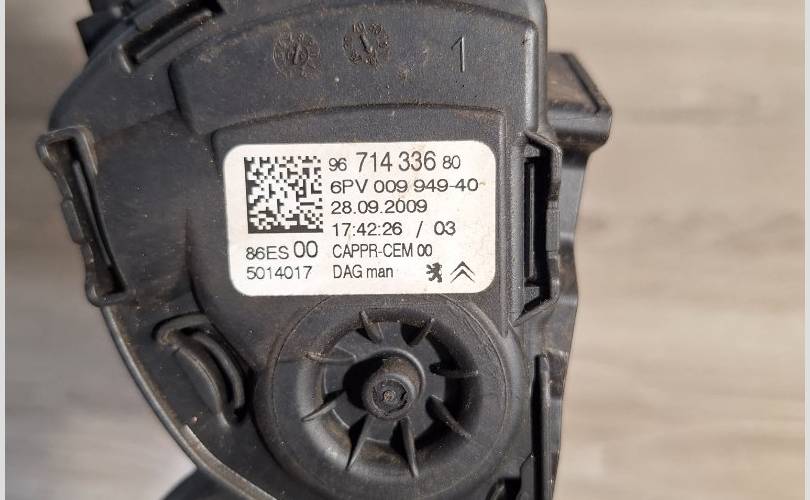 1
96 714 336 80
6PV 009 949-40
28.09.2009
17:42:26 / 03
86ES 00 CAPPR-CEM 00
5014017 DAG man